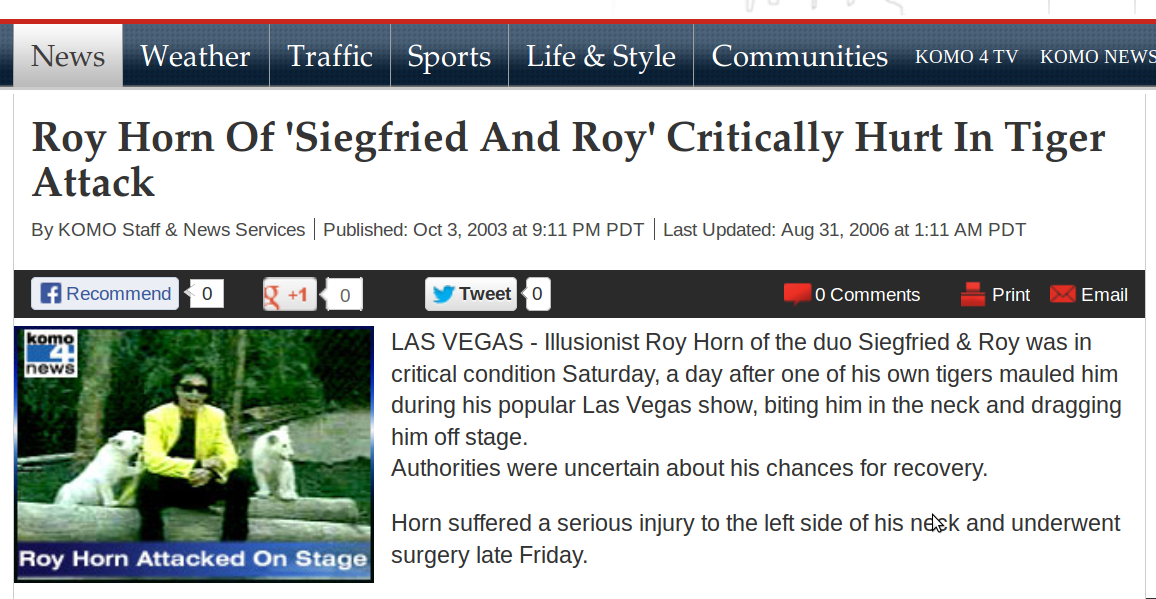 News Weather Traffic Sports Life & Style Communities KOMO 4 TV KOMO NEWS
Roy Horn Of 'Siegfried And Roy' Critically Hurt In Tiger
Attack
By KOMO Staff & News Services Published: Oct 3, 2003 at 9:11 PM PDT Last Updated: Aug 31, 2006 at 1:11 AM PDT
Recommend 0 +1 0 Tweet 0 0 Comments Print Email
komo
4
news
Roy Horn Attacked On Stage
LAS VEGAS - Illusionist Roy Horn of the duo Siegfried & Roy was in
critical condition Saturday, a day after one of his own tigers mauled him
during his popular Las Vegas show, biting him in the neck and dragging
him off stage.
Authorities were uncertain about his chances for recovery.
Horn suffered a serious injury to the left side of his neck and underwent
surgery late Friday.